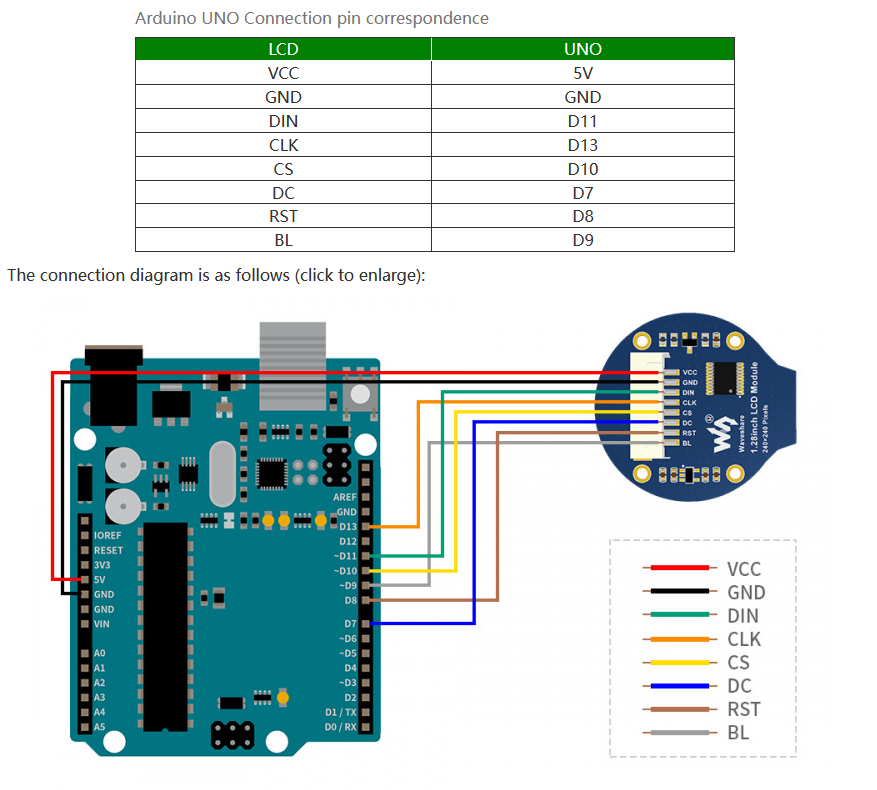 Arduino UNO Connection pin correspondence
LCD UNO
VCC 5V
GND GND
DIN D11
CLK D13
CS D10
DC D7
RST D8
BL D9
The connection diagram is as follows (click to enlarge):
IOREF
RESET
3V3
5V
GND
GND
VIN
A0
A1
A2
A3
A4
A5
AREF
GND
D13
D12
~D11
~D10
~D9
D8
D7
~D6
~D5
D4
~D3
D2
D1 / TX
D0 / RX
VCC
GND
DIN
CLK
CS
DC
RST
BL
®
Waveshare
1.28inch LCD Module
240×240 Pixels
VCC
GND
DIN
CLK
CS
DC
RST
BL